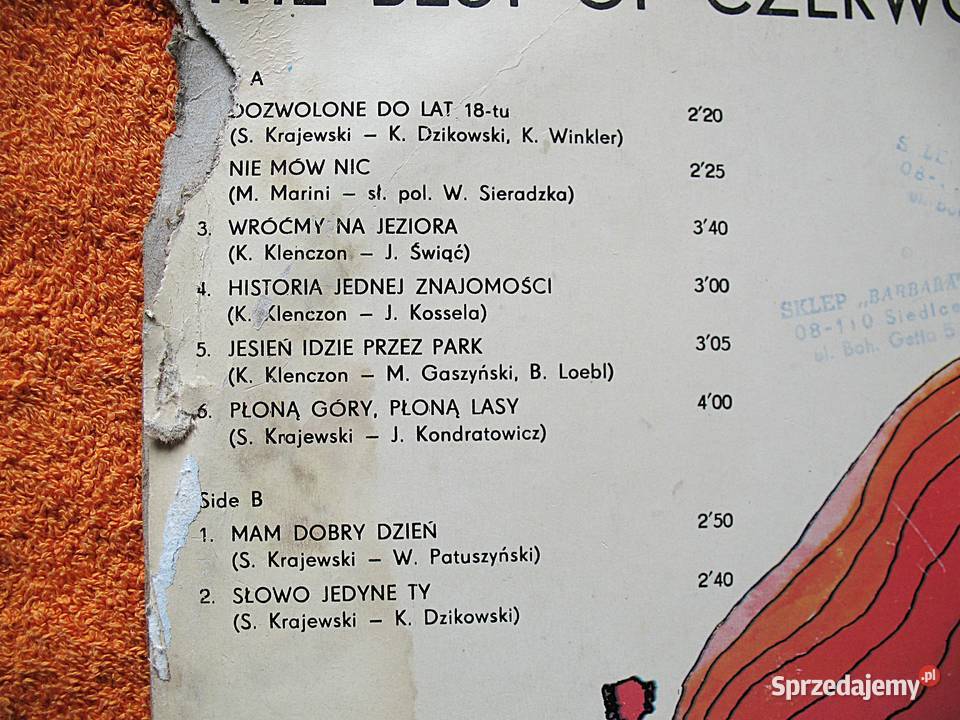 BEST OF
A
DOZWOLONE DO LAT 18-tu 2'20
(S. Krajewski – K. Dzikowski, K. Winkler)
NIE MÓW NIC 2'25
(M. Marini – sł. pol. W. Sieradzka)
3. WRÓĆMY NA JEZIORA 3'40
(K. Klenczon – J. Świąć)
4. HISTORIA JEDNEJ ZNAJOMOŚCI 3'00
(K. Klenczon – J. Kossela)
5. JESIEŃ IDZIE PRZEZ PARK 3'05
(K. Klenczon – M. Gaszyński, B. Loebl)
6. PŁONĄ GÓRY, PŁONĄ LASY 4'00
(S. Krajewski – J. Kondratowicz)
SKLEP „BARBARA
08-110 Siedlce
ul. Boh. Getta 5
Side B
1. MAM DOBRY DZIEŃ 2'50
(S. Krajewski – W. Patuszyński)
2. SŁOWO JEDYNE TY 2'40
(S. Krajewski – K. Dzikowski)
Sprzedajemy.pl